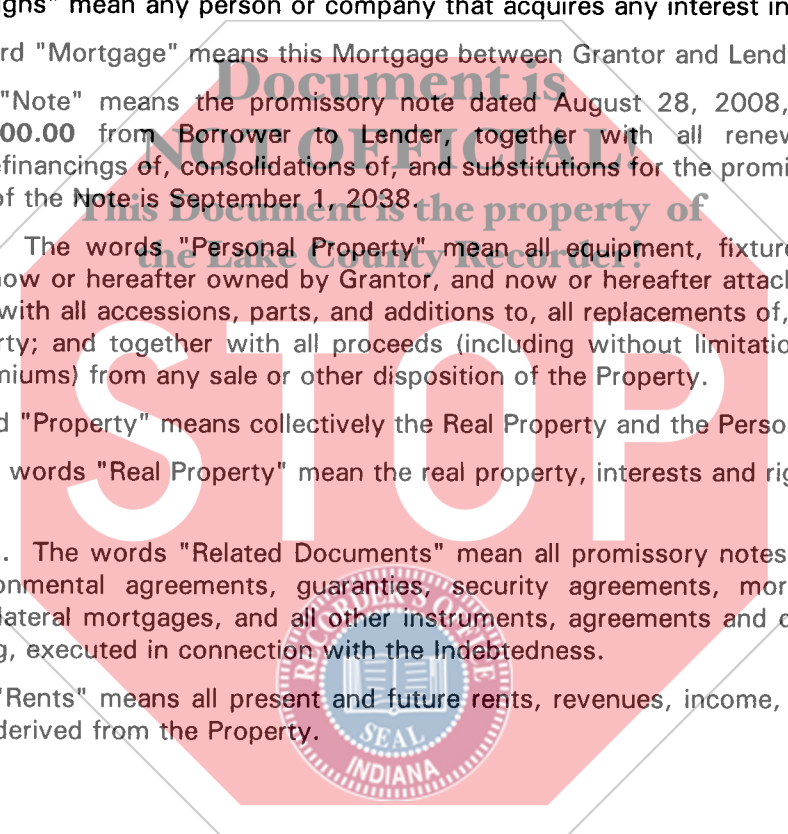 igns" mean any person or company that acquires any interest in
rd "Mortgage" means this Mortgage between Grantor and Lend
Document is
"Note" means the promissory note dated August 28, 2008,
00.00 from Borrower to Lender, together with all renew
NOT OFFICIAL!
efinancings of, consolidations of, and substitutions for the promi
of the Note is September 1, 2038.
This Document is the property of
The words "Personal Property" mean all equipment, fixture
the Lake County Recorder!
now or hereafter owned by Grantor, and now or hereafter attach
with all accessions, parts, and additions to, all replacements of,
rty; and together with all proceeds (including without limitatio
miums) from any sale or other disposition of the Property.
STOP
d "Property" means collectively the Real Property and the Perso
words "Real Property" mean the real property, interests and rig
. The words "Related Documents" mean all promissory notes
onmental agreements, guaranties, security agreements, mor
lateral mortgages, and all other instruments, agreements and d
g, executed in connection with the Indebtedness.
RECORDER'S OFFICE
"Rents" means all present and future rents, revenues, income,
derived from the Property.
SEAL
INDIANA